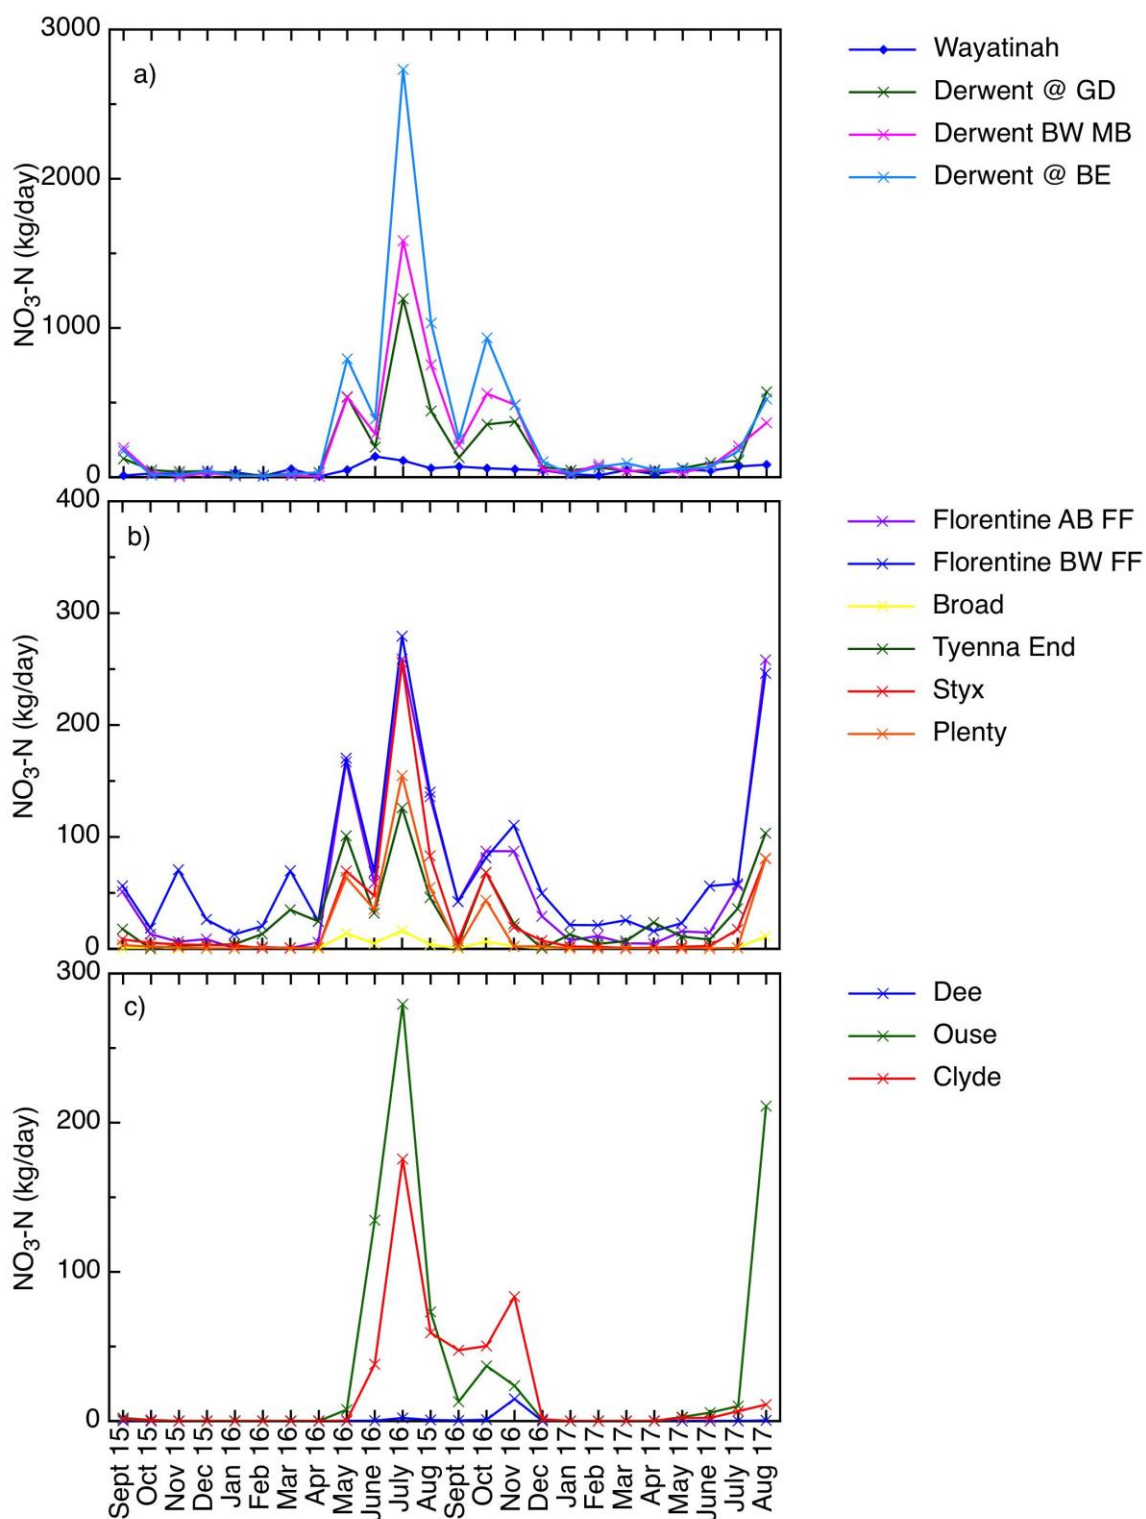 a)
3000
2000
1000
0
NO3-N (kg/day)
Wayatinah
Derwent @ GD
Derwent BW MB
Derwent @ BE
b)
400
300
200
100
0
NO3-N (kg/day)
Florentine AB FF
Florentine BW FF
Broad
Tyenna End
Styx
Plenty
c)
300
200
100
0
NO3-N (kg/day)
Dee
Ouse
Clyde
Sept 15
Oct 15
Nov 15
Dec 15
Jan 16
Feb 16
Mar 16
Apr 16
May 16
June 16
July 16
Aug 15
Sept 16
Oct 16
Nov 16
Dec 16
Jan 17
Feb 17
Mar 17
Apr 17
May 17
June 17
July 17
Aug 17